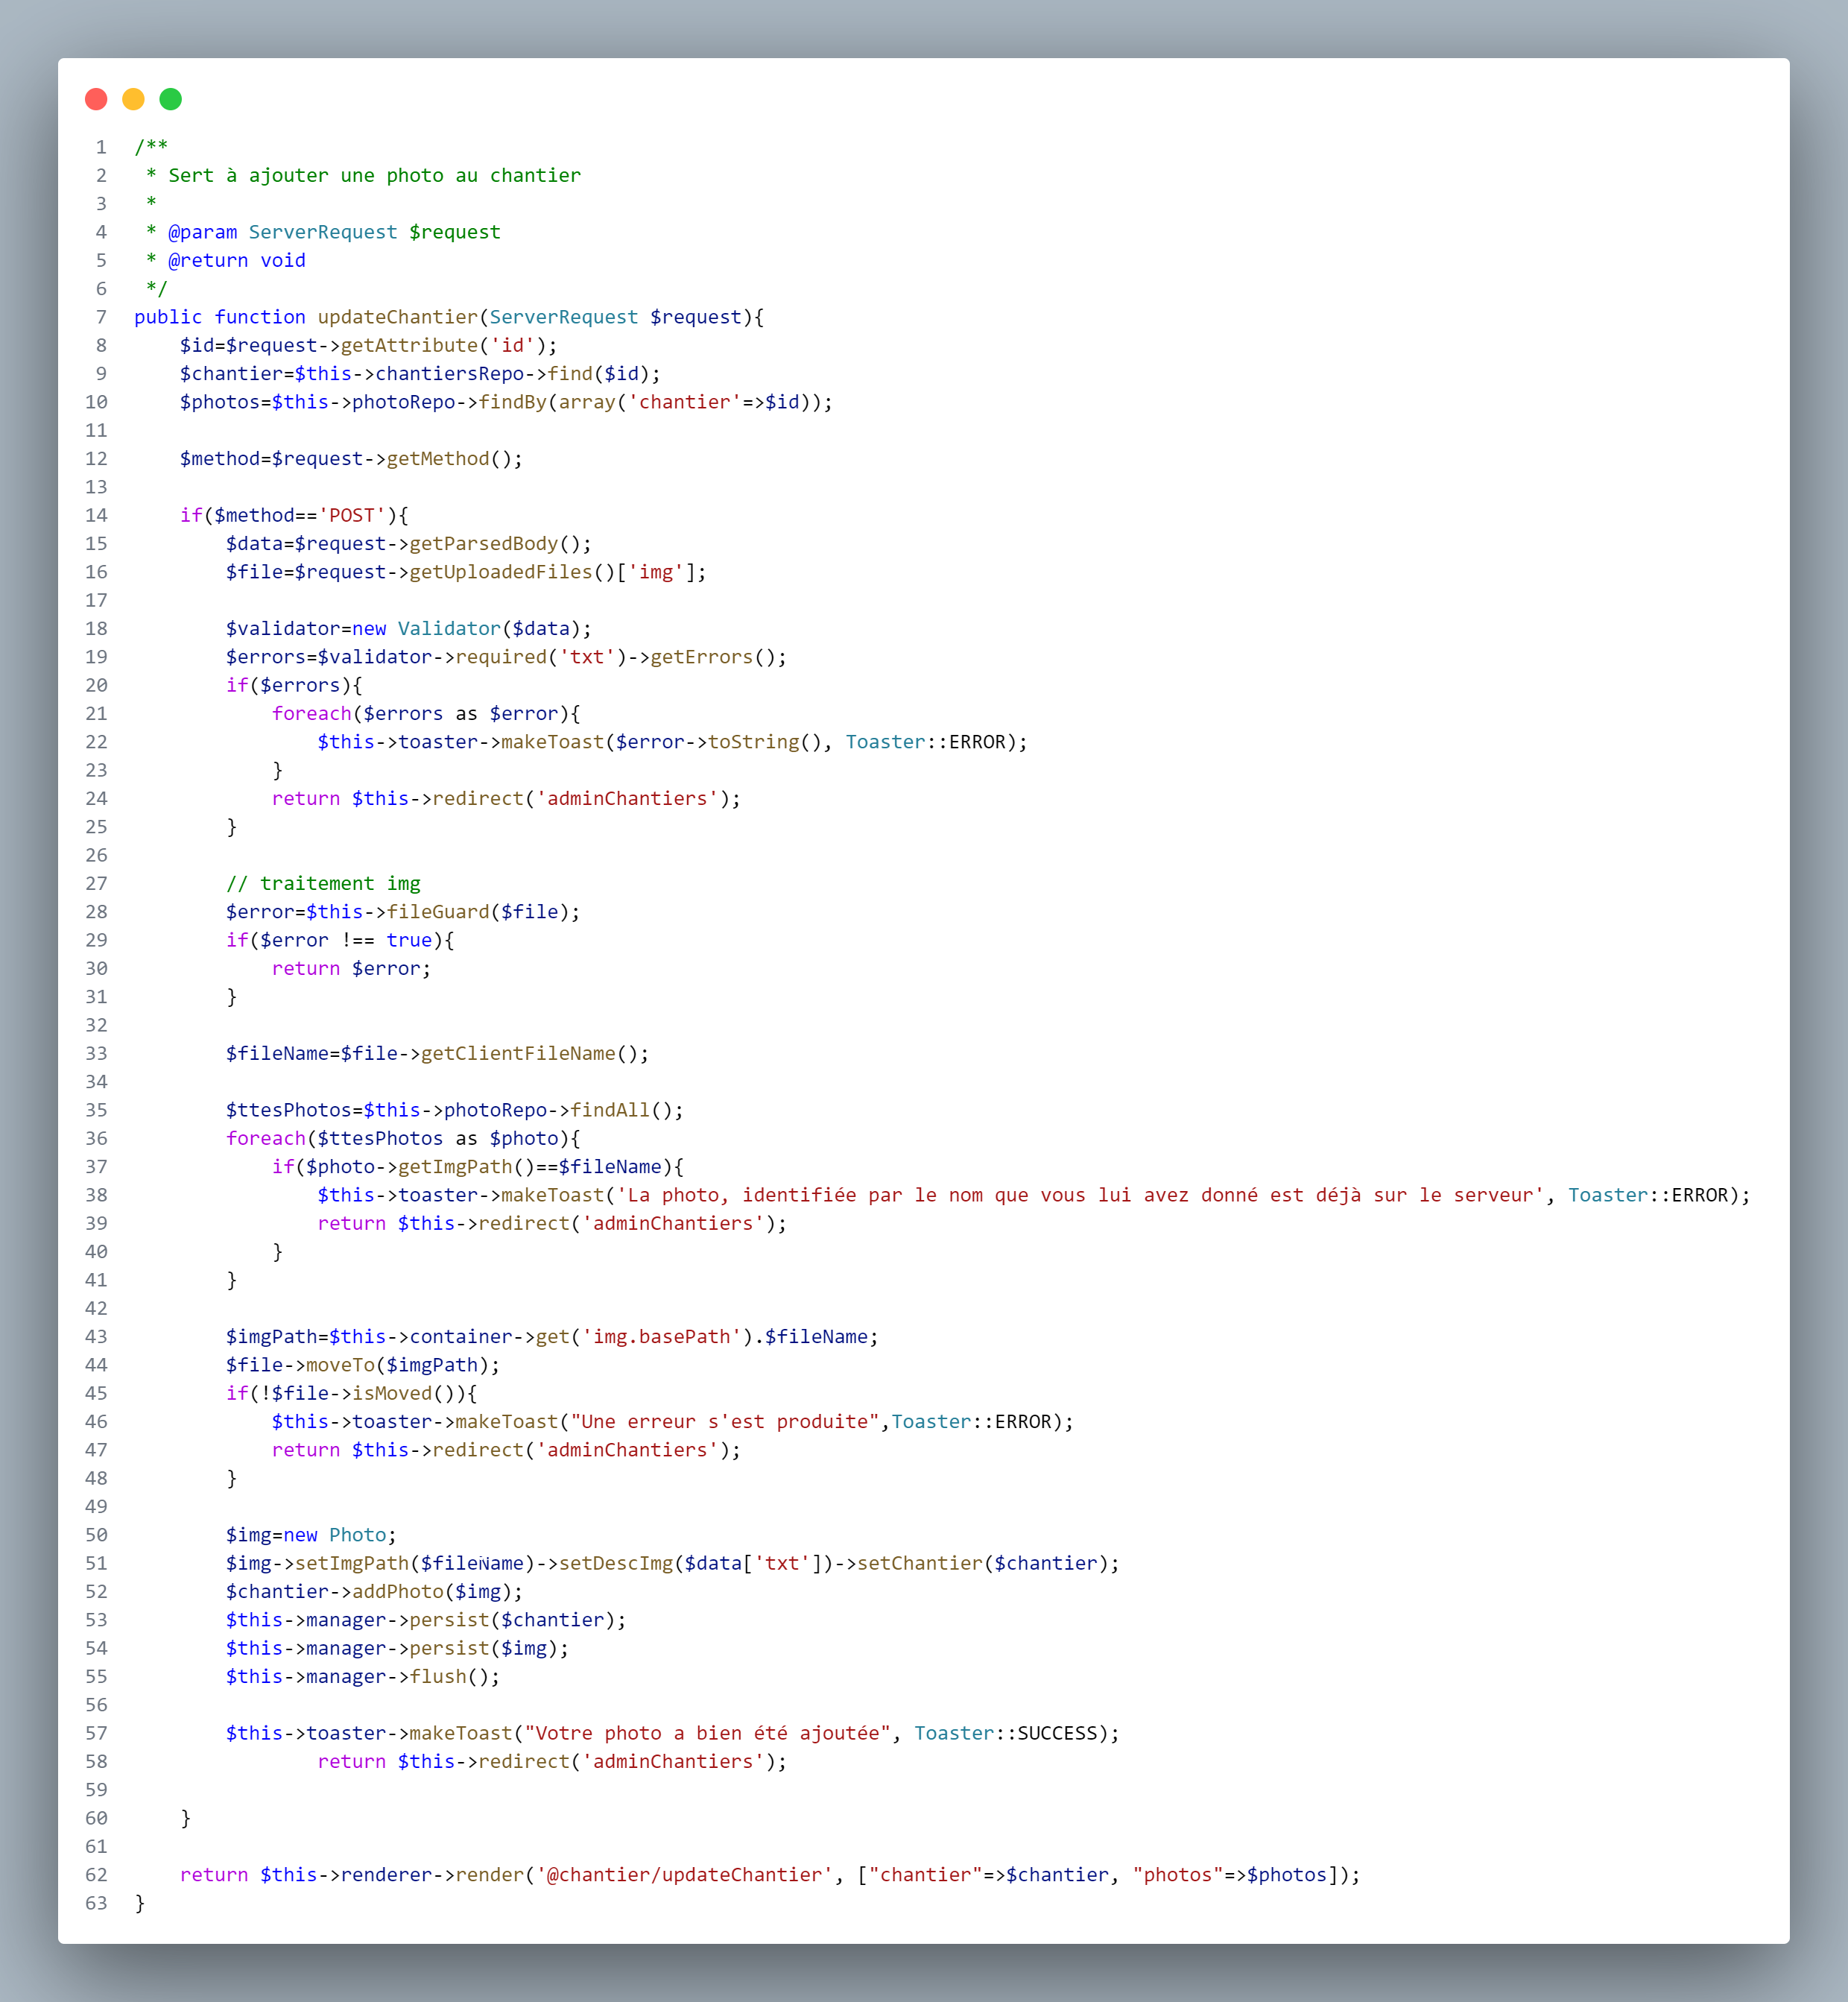 1 /**
2  * Sert à ajouter une photo au chantier
3  *
4  * @param ServerRequest $request
5  * @return void
6  */
7 public function updateChantier(ServerRequest $request){
8     $id=$request->getAttribute('id');
9     $chantier=$this->chantiersRepo->find($id);
10     $photos=$this->photoRepo->findBy(array('chantier'=>$id));
11
12     $method=$request->getMethod();
13
14     if($method=='POST'){
15         $data=$request->getParsedBody();
16         $file=$request->getUploadedFiles()['img'];
17
18         $validator=new Validator($data);
19         $errors=$validator->required('txt')->getErrors();
20         if($errors){
21             foreach($errors as $error){
22                 $this->toaster->makeToast($error->toString(), Toaster::ERROR);
23             }
24             return $this->redirect('adminChantiers');
25         }
26
27         // traitement img
28         $error=$this->fileGuard($file);
29         if($error !== true){
30             return $error;
31         }
32
33         $fileName=$file->getClientFileName();
34
35         $ttesPhotos=$this->photoRepo->findAll();
36         foreach($ttesPhotos as $photo){
37             if($photo->getImgPath()==$fileName){
38                 $this->toaster->makeToast('La photo, identifiée par le nom que vous lui avez donné est déjà sur le serveur', Toaster::ERROR);
39                 return $this->redirect('adminChantiers');
40             }
41         }
42
43         $imgPath=$this->container->get('img.basePath').$fileName;
44         $file->moveTo($imgPath);
45         if(!$file->isMoved()){
46             $this->toaster->makeToast("Une erreur s'est produite",Toaster::ERROR);
47             return $this->redirect('adminChantiers');
48         }
49
50         $img=new Photo;
51         $img->setImgPath($fileName)->setDescImg($data['txt'])->setChantier($chantier);
52         $chantier->addPhoto($img);
53         $this->manager->persist($chantier);
54         $this->manager->persist($img);
55         $this->manager->flush();
56
57         $this->toaster->makeToast("Votre photo a bien été ajoutée", Toaster::SUCCESS);
58                 return $this->redirect('adminChantiers');
59
60     }
61
62     return $this->renderer->render('@chantier/updateChantier', ["chantier"=>$chantier, "photos"=>$photos]);
63 }